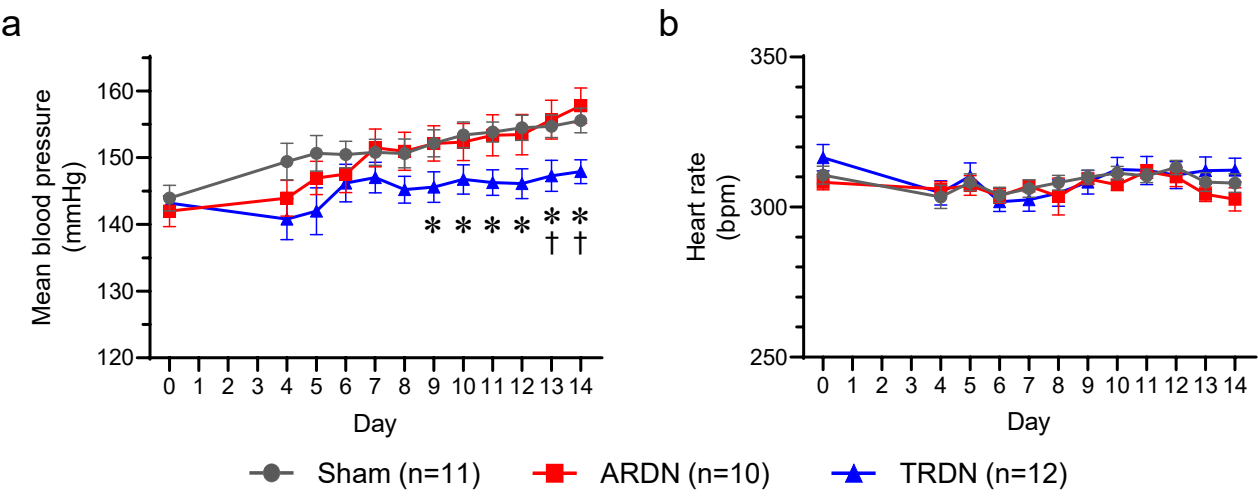 a
Mean blood pressure
(mmHg)
160
150
140
130
120
* * * * * *
† †
0 1 2 3 4 5 6 7 8 9 10 11 12 13 14
Day
b
Heart rate
(bpm)
350
300
250
0 1 2 3 4 5 6 7 8 9 10 11 12 13 14
Day
Sham (n=11) ARDN (n=10) TRDN (n=12)